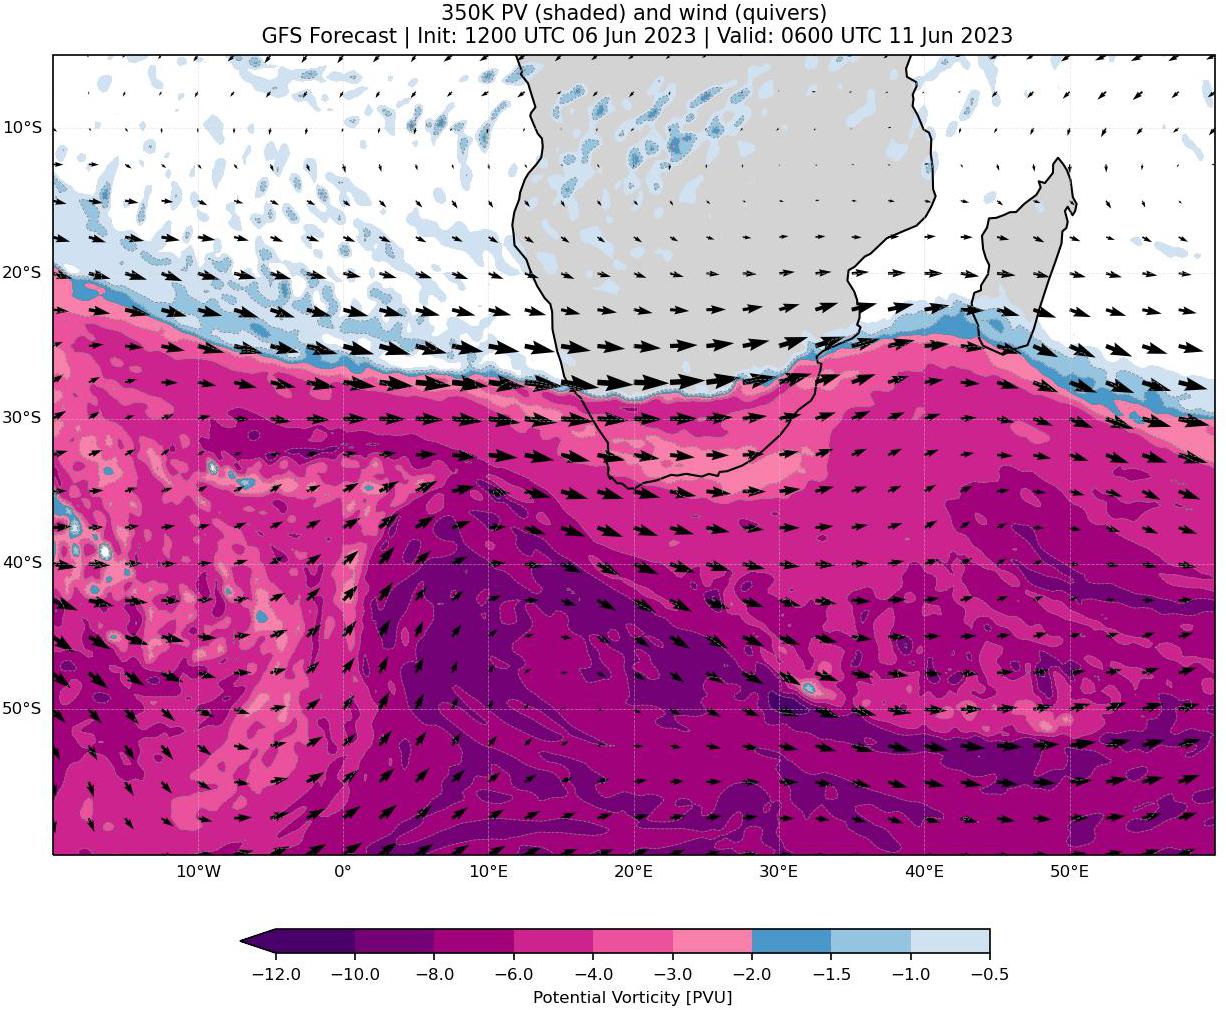 350K PV (shaded) and wind (quivers)
GFS Forecast | Init: 1200 UTC 06 Jun 2023 | Valid: 0600 UTC 11 Jun 2023
10°S
20°S
30°S
40°S
50°S
10°W 0° 10°E 20°E 30°E 40°E 50°E
−12.0 −10.0 −8.0 −6.0 −4.0 −3.0 −2.0 −1.5 −1.0 −0.5
Potential Vorticity [PVU]